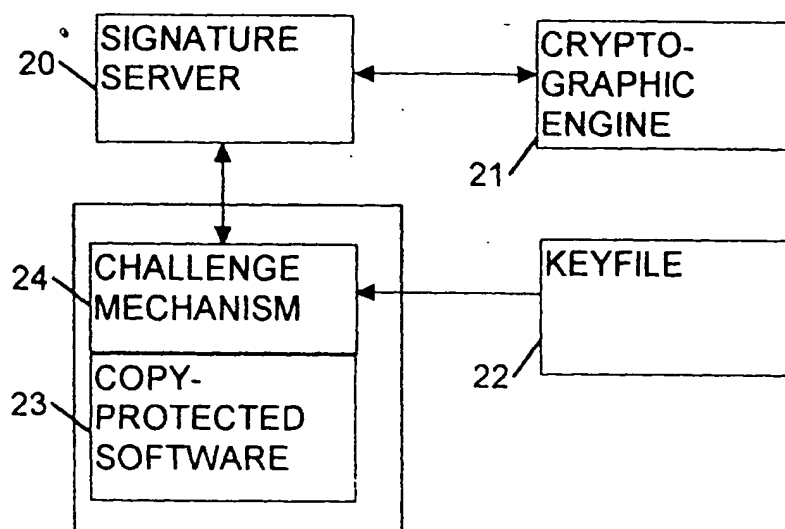 SIGNATURE
SERVER
20
CRYPTO-
GRAPHIC
ENGINE
21
CHALLENGE
MECHANISM
24
KEYFILE
22
COPY-
PROTECTED
SOFTWARE
23